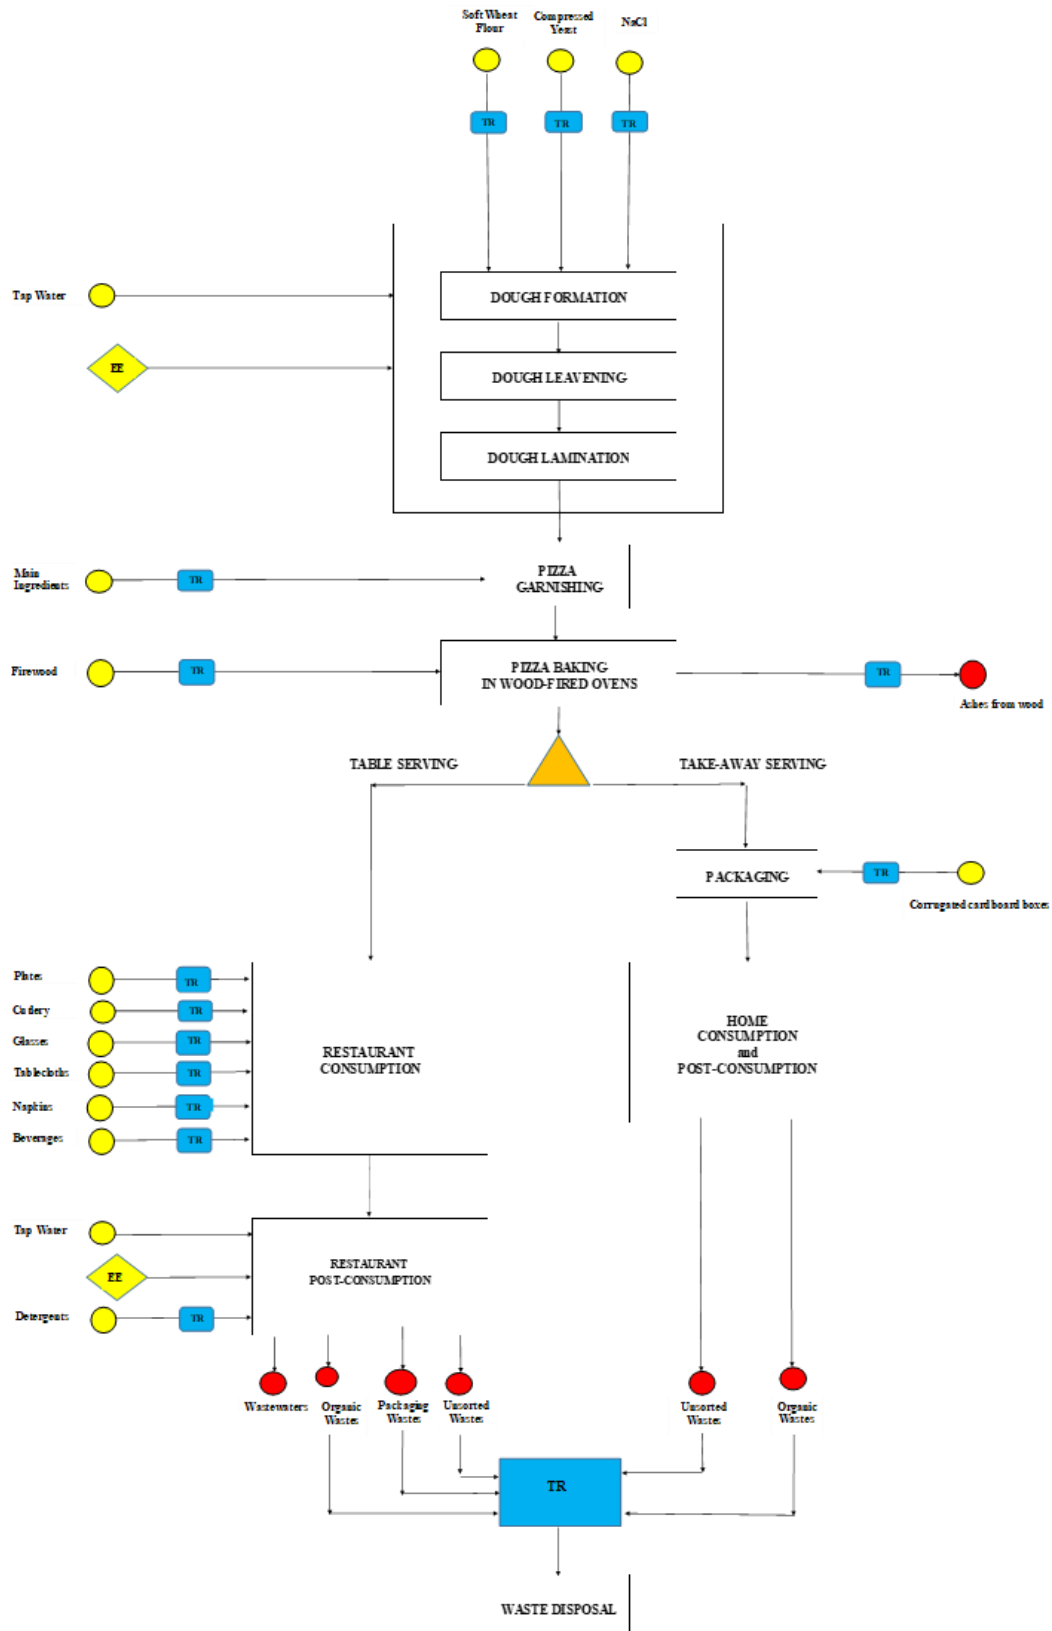 Soft Wheat
Flour
Compressed
Yeast
NaCl
TR
TR
TR
Tap Water
DOUGH FORMATION
EE
DOUGH LEAVENING
DOUGH LAMINATION
Main
Ingredients
TR
PIZZA
GARNISHING
Firewood
TR
PIZZA BAKING
IN WOOD-FIRED OVENS
TR
Ashes from wood
TABLE SERVING
TAKE-AWAY SERVING
PACKAGING
TR
Corrugated cardboard boxes
Plates
TR
Cutlery
TR
Glasses
TR
Tablecloths
TR
Napkins
TR
Beverages
TR
RESTAURANT
CONSUMPTION
HOME
CONSUMPTION
and
POST-CONSUMPTION
Tap Water
EE
Detergents
TR
RESTAURANT
POST-CONSUMPTION
Wastewaters
Organic
Wastes
Packaging
Wastes
Unsorted
Wastes
Unsorted
Wastes
Organic
Wastes
TR
WASTE DISPOSAL